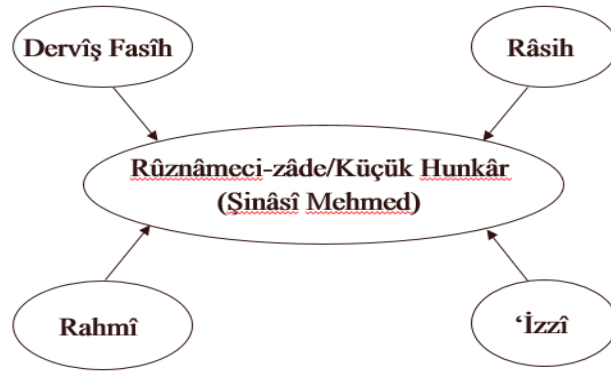 Dervîş Fasîh
Râsih
Rûznâmeci-zâde/Küçük Hunkâr
(Şinâsî Mehmed)
Rahmî
‘İzzî